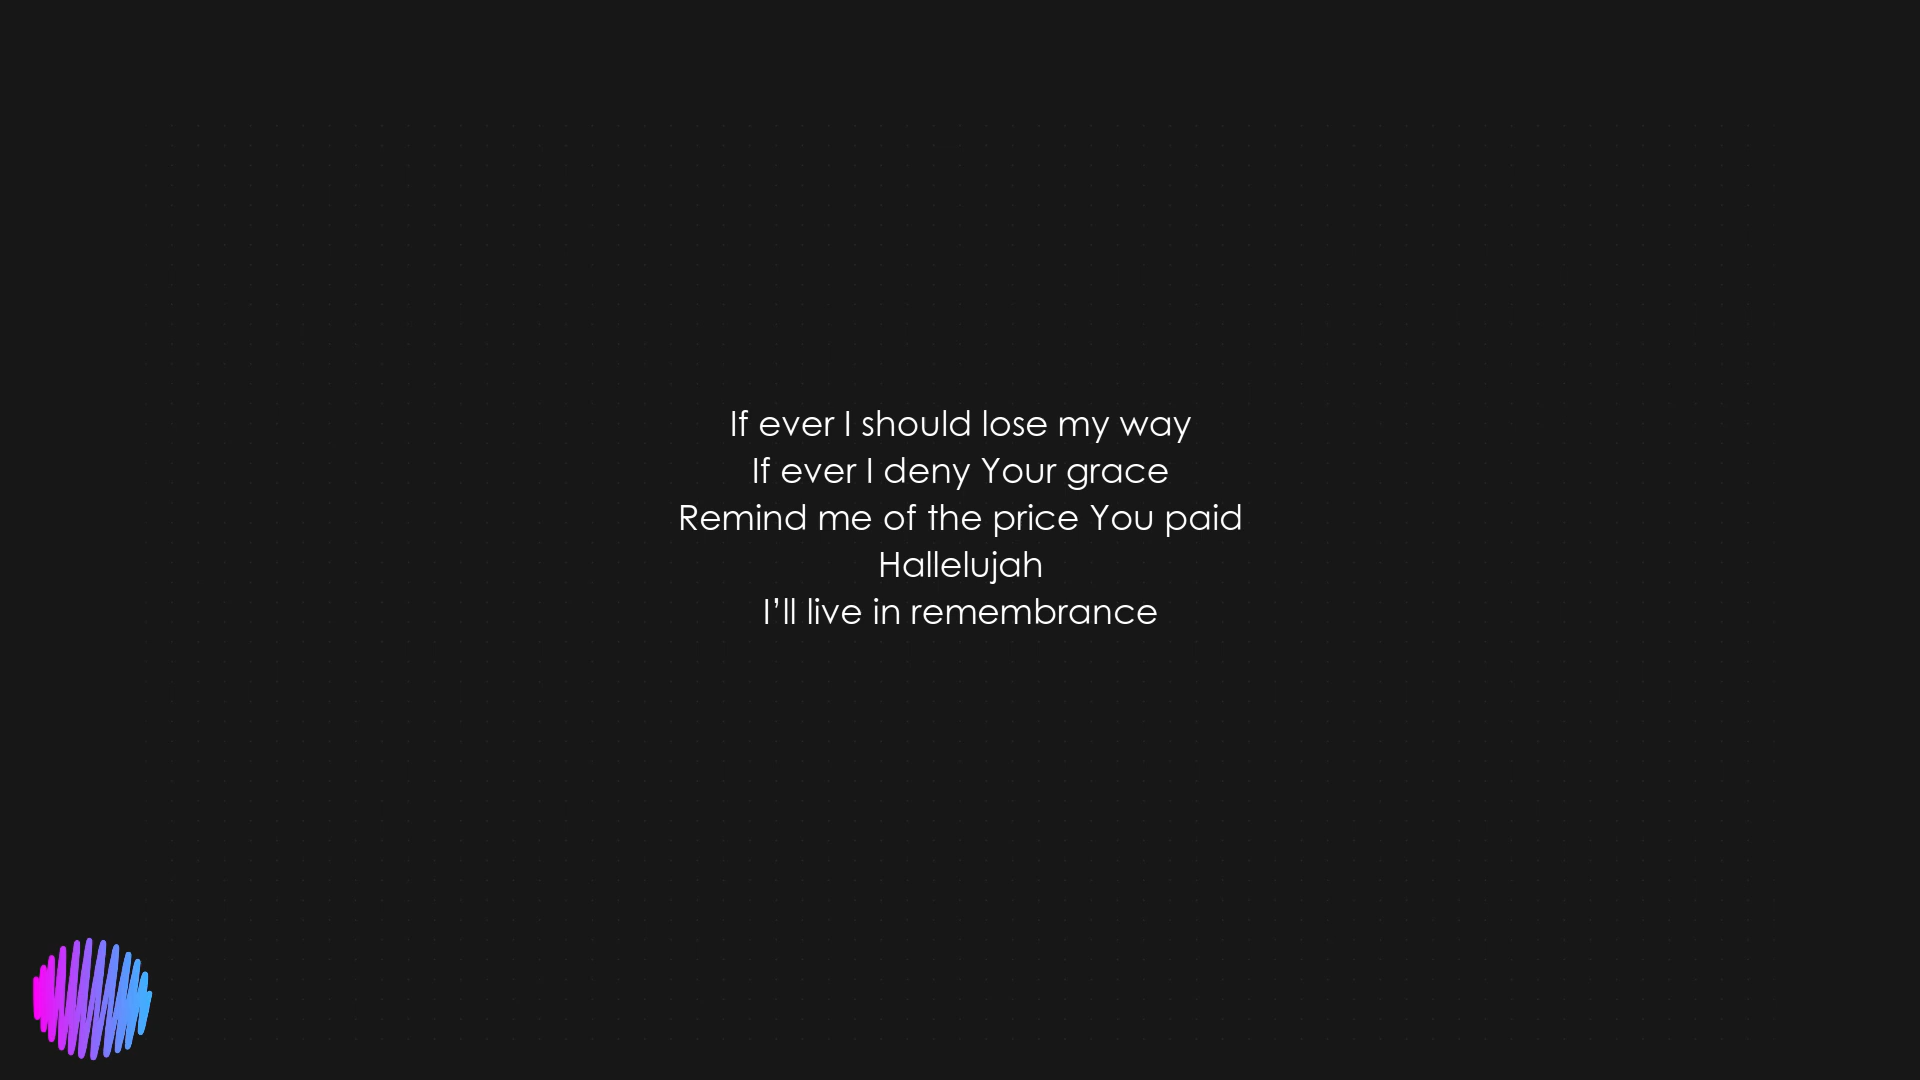 If ever I should lose my way
If ever I deny Your grace
Remind me of the price You paid
Hallelujah
I’ll live in remembrance